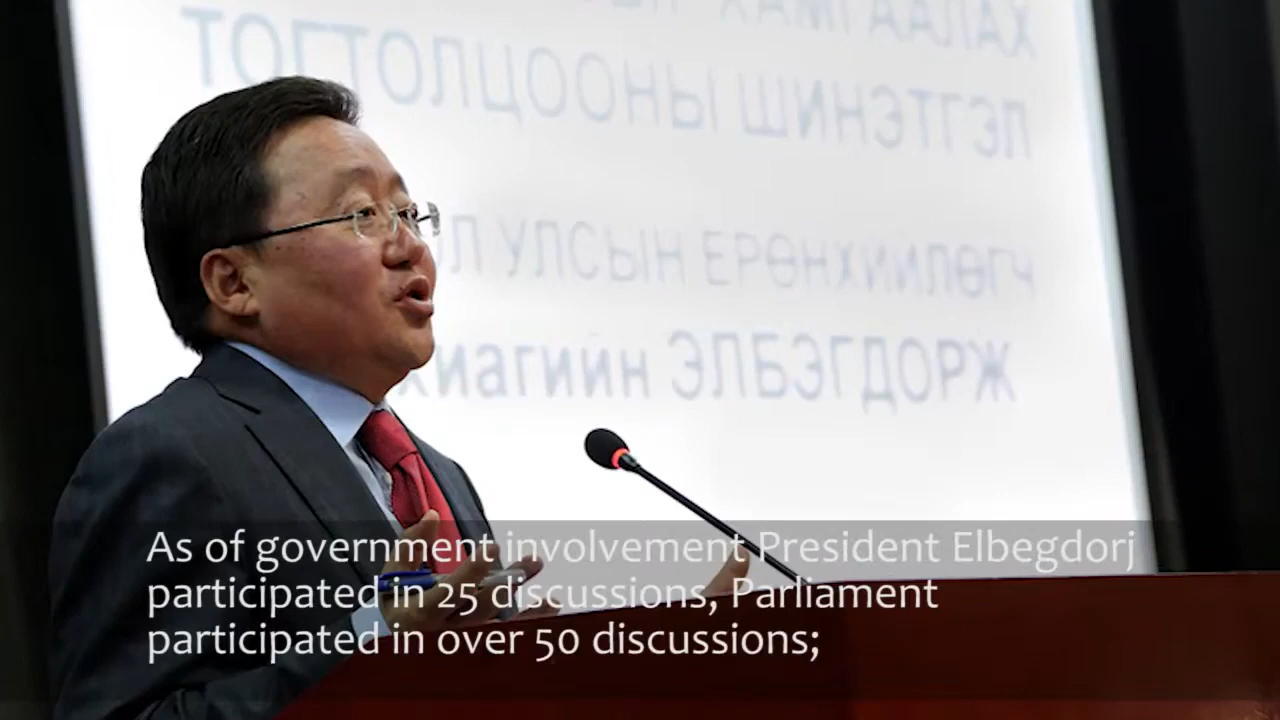 ХАМГААЛАХ
ТОГТОЛЦООНЫ ШИНЭТГЭЛ
УЛСЫН ЕРӨНХИЙЛӨГЧ
ЭЛБЭГДОРЖ
As of government involvement President Elbegdorj
participated in 25 discussions, Parliament
participated in over 50 discussions;